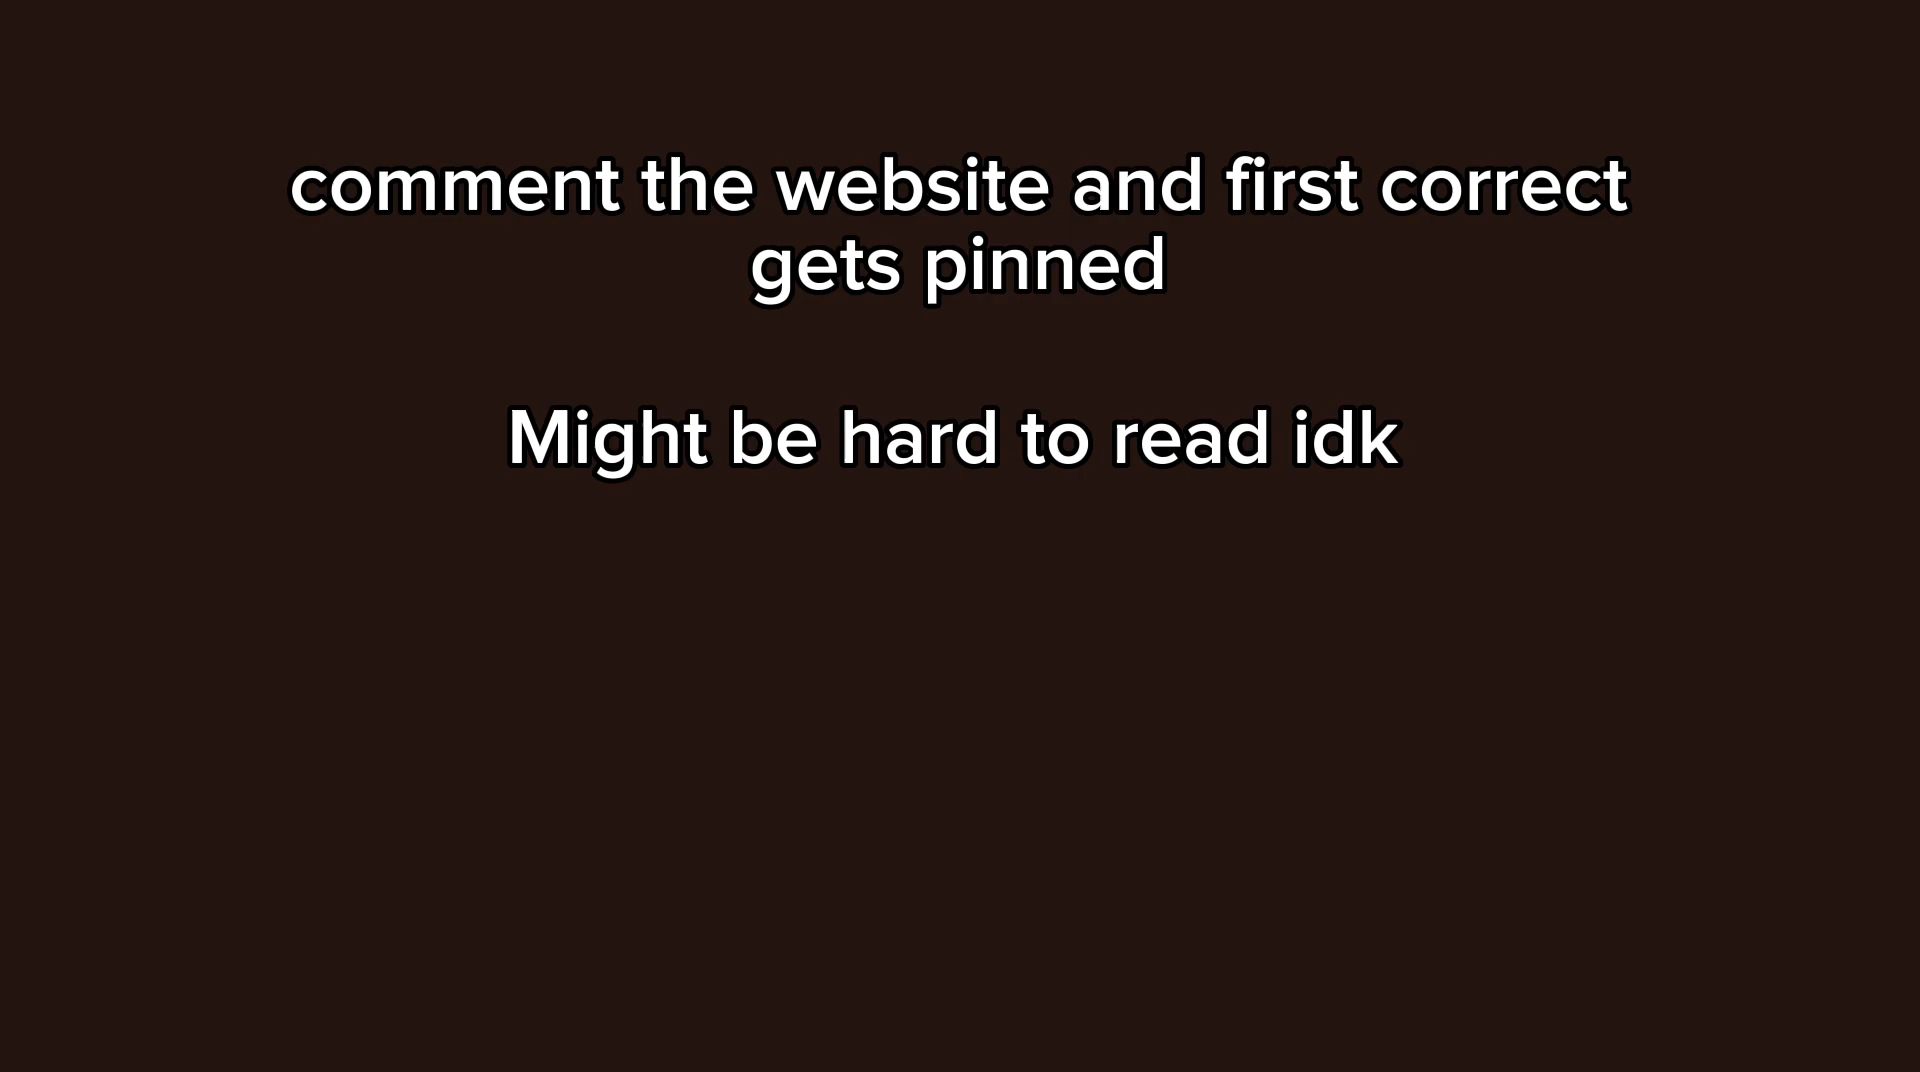 comment the website and first correct
gets pinned
Might be hard to read idk